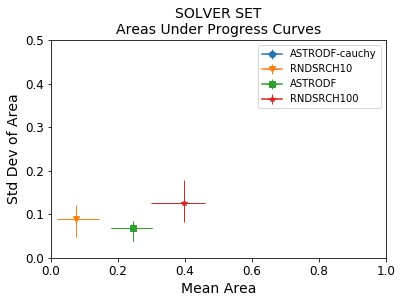 SOLVER SET
Areas Under Progress Curves
ASTRODF-cauchy
RNDSRCH10
ASTRODF
RNDSRCH100
Std Dev of Area
0.5
0.4
0.3
0.2
0.1
0.0
0.0 0.2 0.4 0.6 0.8 1.0
Mean Area